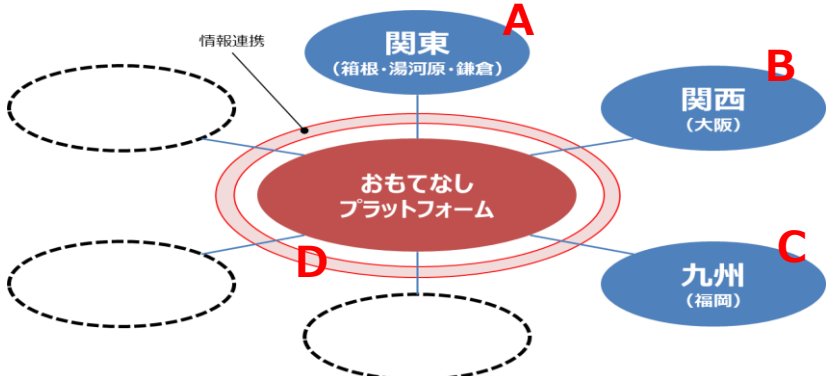 A
関東
(箱根・湯河原・鎌倉)
情報連携
B
関西
(大阪)
おもてなし
プラットフォーム
C
九州
(福岡)
D